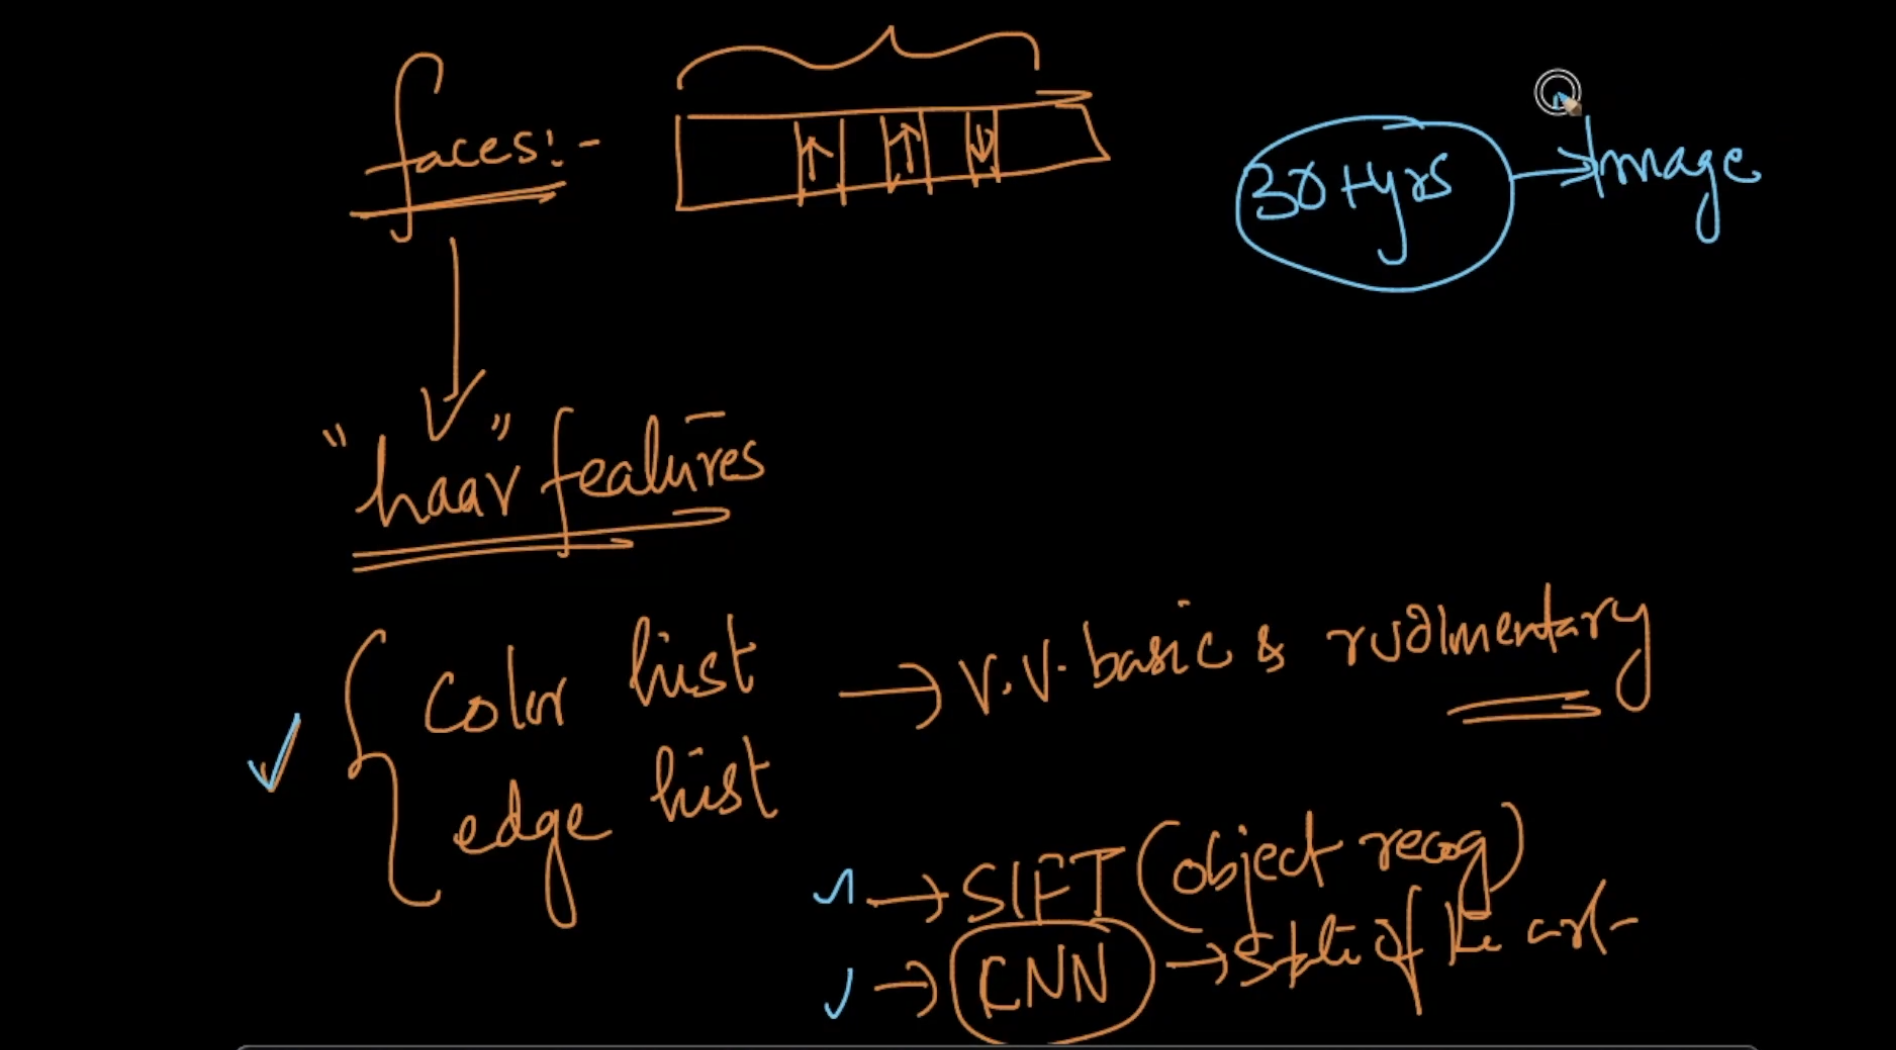 faces:-
30+yrs → Image
"haar" features
Color hist → V.V. basic & rudimentary
edge hist
→ SIFT (object recog)
→ CNN → State of the art